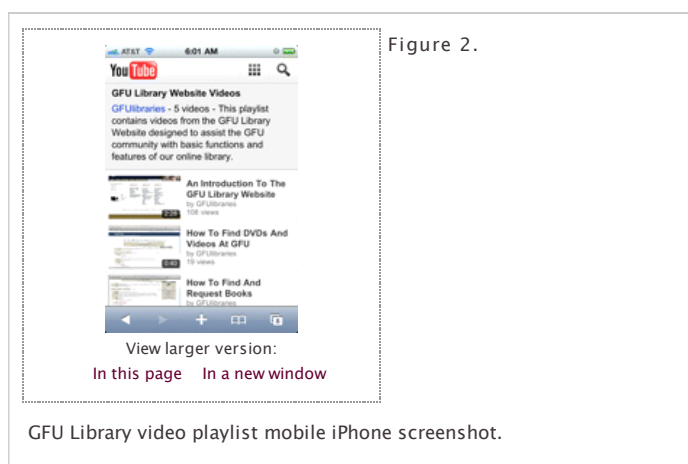 Figure 2.
AT&T 6:01 AM
You Tube
GFU Library Website Videos
GFUlibraries - 5 videos - This playlist
contains videos from the GFU Library
Website designed to assist the GFU
community with basic functions and
features of our online library.
An Introduction To The
GFU Library Website
by GFUlibraries
2:26
108 views
How To Find DVDs And
Videos At GFU
by GFUlibraries
0:40
19 views
How To Find And
Request Books
by GFUlibraries
View larger version:
In this page In a new window
GFU Library video playlist mobile iPhone screenshot.